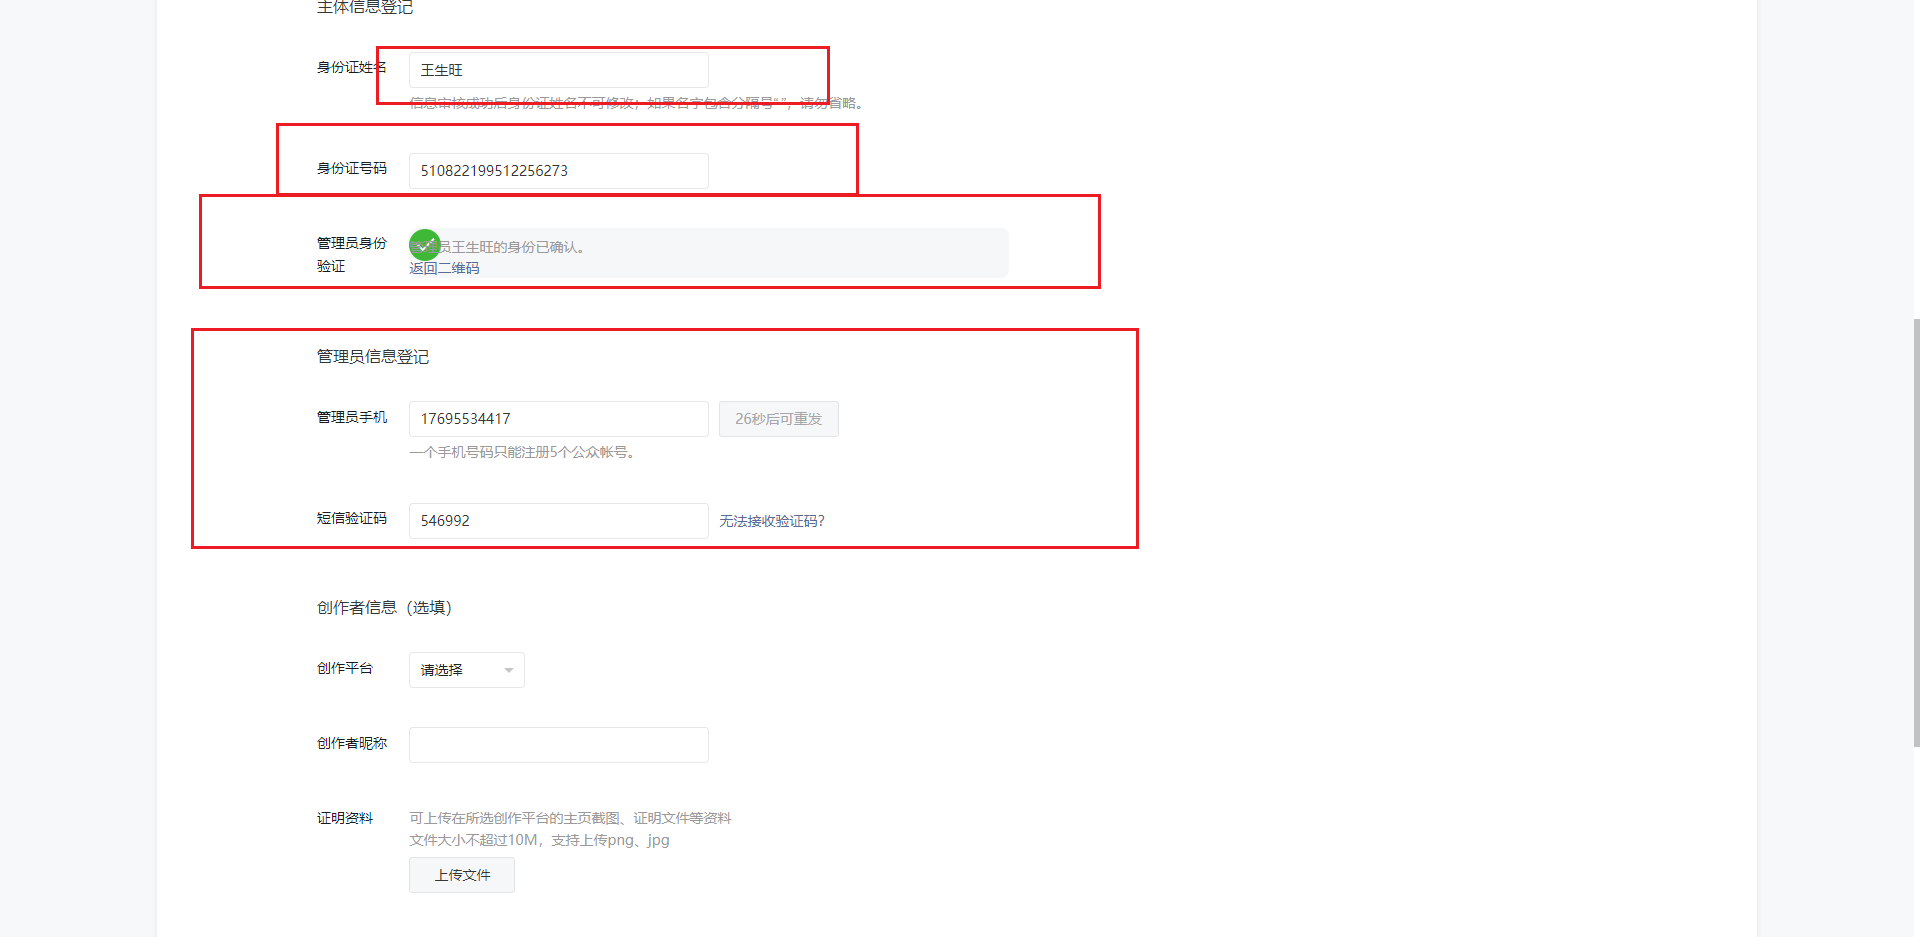 主体信息登记
身份证姓名
王生旺
信息审核成功后身份证姓名不可修改；如果名字包含分隔号“·”，请勿省略。
身份证号码
510822199512256273
管理员身份
验证
管理员王生旺的身份已确认。
返回二维码
管理员信息登记
管理员手机
17695534417
26秒后可重发
一个手机号码只能注册5个公众帐号。
短信验证码
546992
无法接收验证码?
创作者信息（选填）
创作平台
请选择
创作者昵称
证明资料
可上传在所选创作平台的主页截图、证明文件等资料
文件大小不超过10M，支持上传png、jpg
上传文件